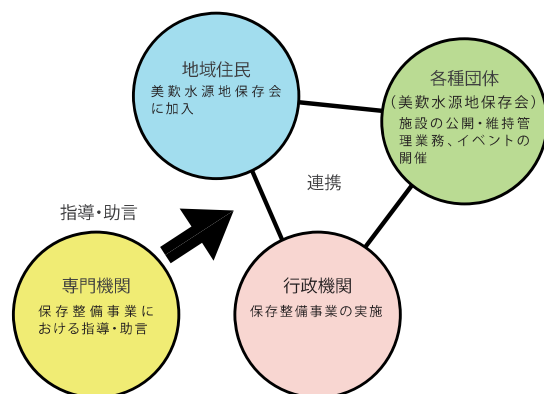 地域住民
美歎水源地保存会
に加入
各種団体
(美歎水源地保存会)
施設の公開・維持管
理業務、イベントの
開催
連携
指導・助言
専門機関
保存整備事業に
おける指導・助言
行政機関
保存整備事業の実施